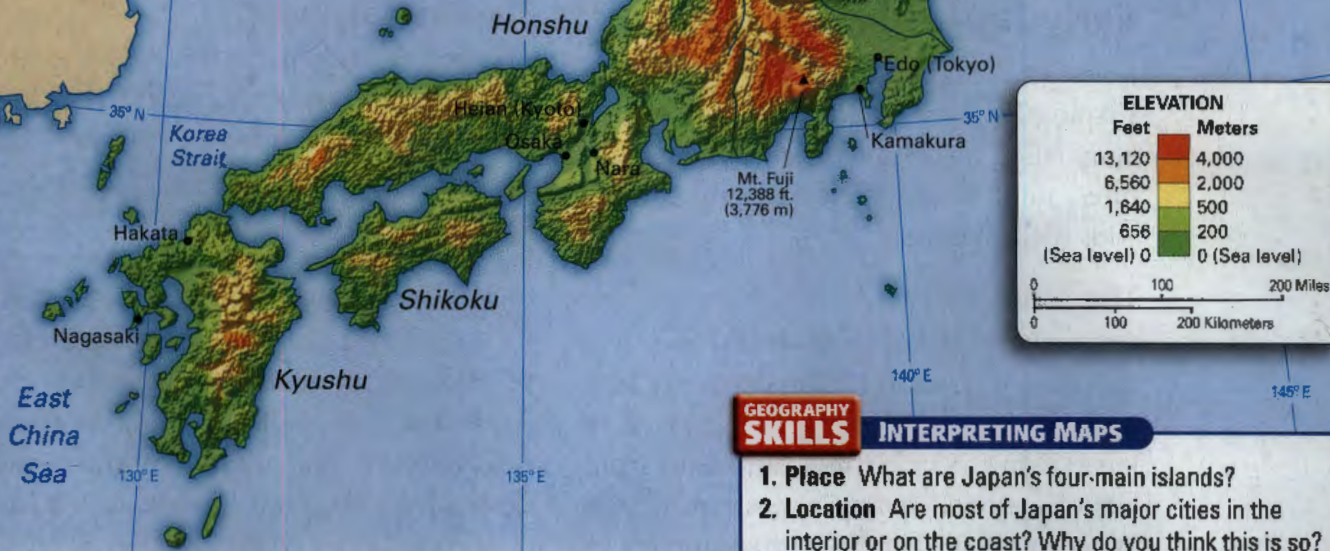 Honshu
Edo (Tokyo)
35° N
Korea
Strait
Heian (Kyoto)
Osaka
Nara
35° N
Kamakura
Mt. Fuji
12,388 ft.
(3,776 m)
Hakata
Shikoku
Nagasaki
Kyushu
East
China
Sea
130° E
135° E
140° E
145° E
ELEVATION
Feet Meters
13,120 4,000
6,560 2,000
1,640 500
656 200
(Sea level) 0 0 (Sea level)
0 100 200 Miles
0 100 200 Kilometers
GEOGRAPHY
SKILLS INTERPRETING MAPS
1. Place What are Japan's four main islands?
2. Location Are most of Japan's major cities in the
interior or on the coast? Why do you think this is so?